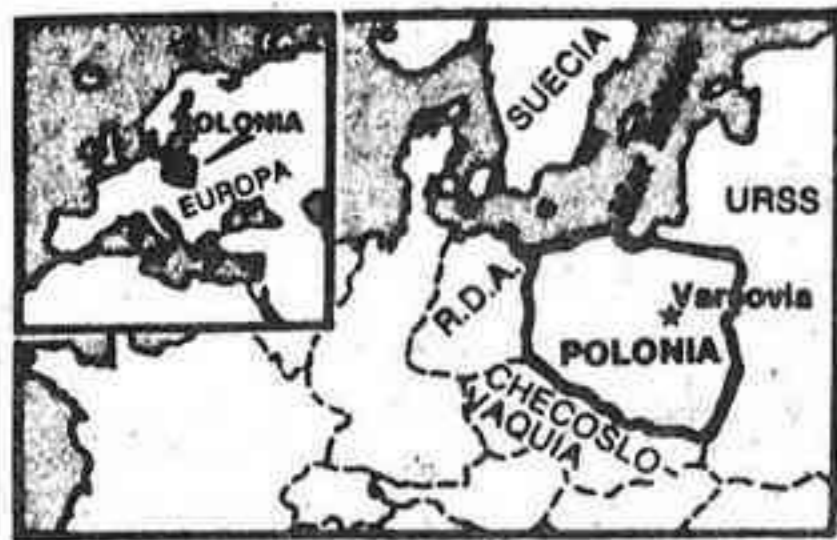 POLONIA
EUROPA
SUECIA
URSS
R.D.A.
Varsovia
POLONIA
CHECOSLO
VAQUIA